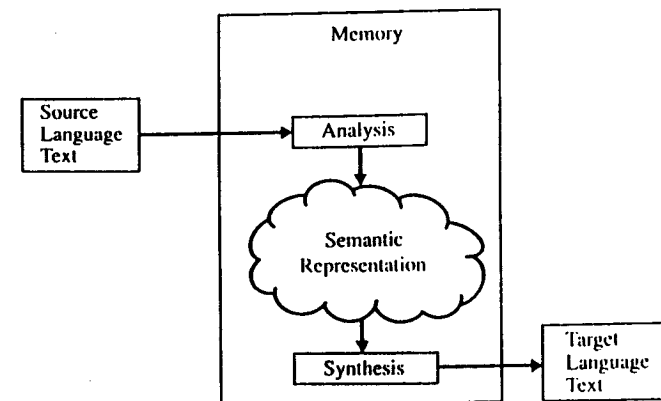 Memory
Source
Language
Text
Analysis
Semantic
Representation
Synthesis
Target
Language
Text